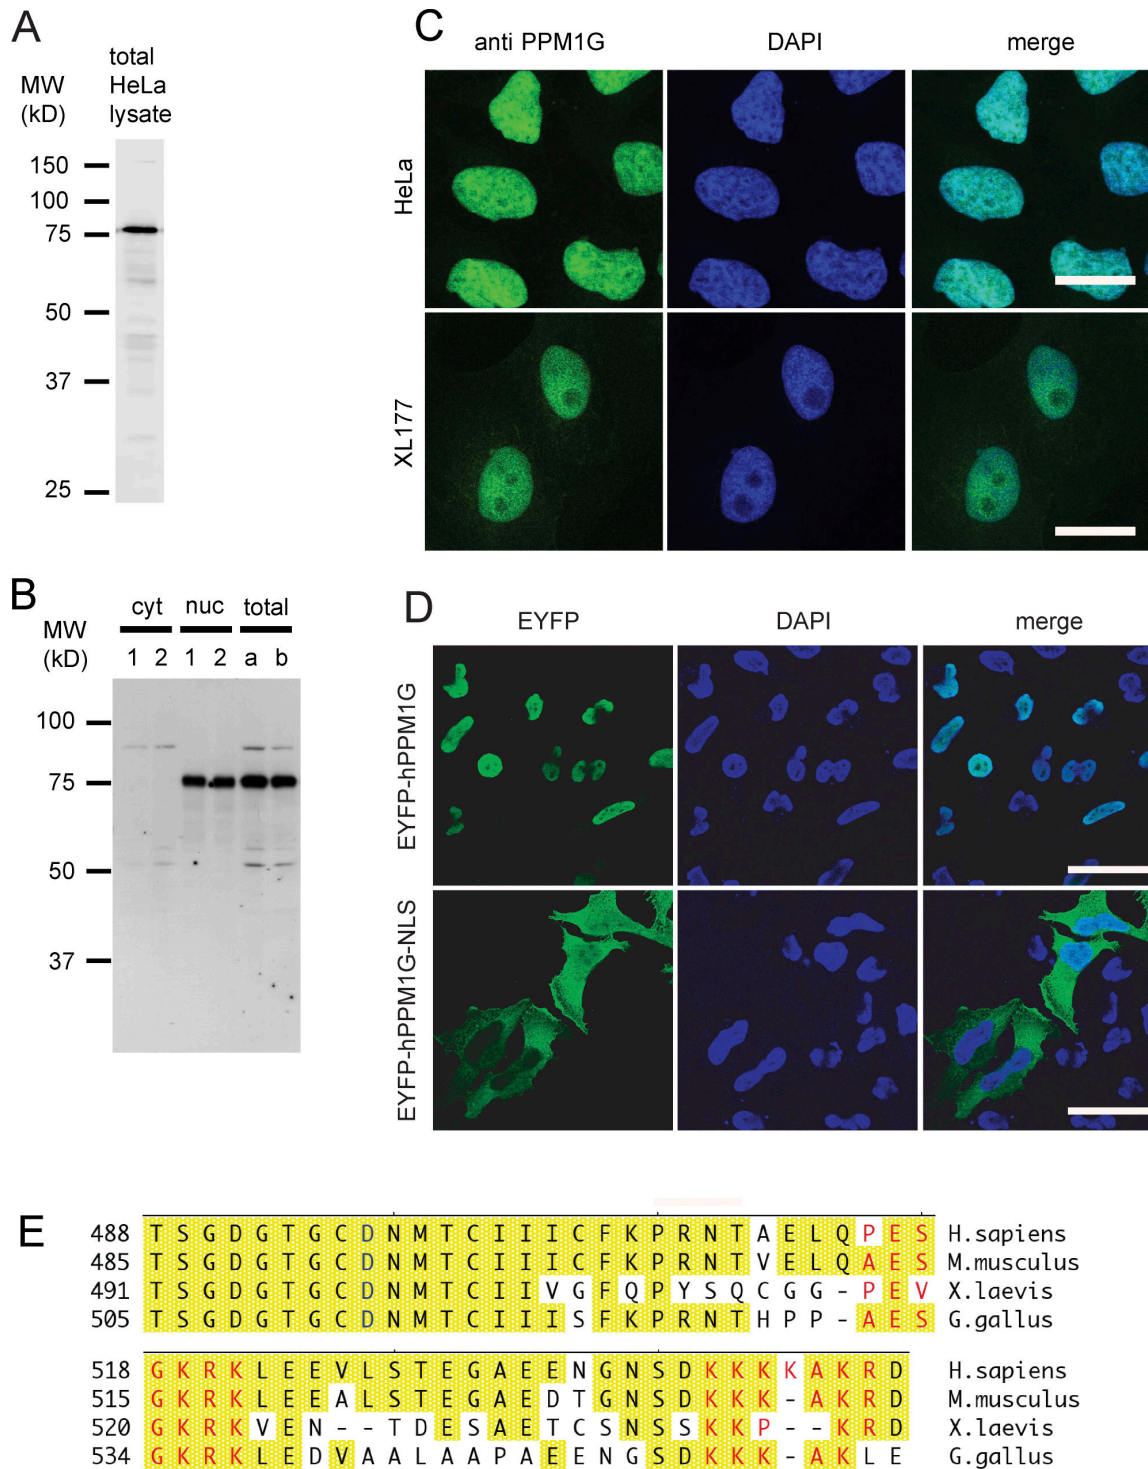 A
total
MW HeLa
(kD) lysate
150
100
75
50
37
25
B
cyt nuc total
MW
(kD) 1 2 1 2 a b
100
75
50
37
C
anti PPM1G DAPI merge
HeLa
XL177
D
EYFP DAPI merge
EYFP-hPPM1G
EYFP-hPPM1G-NLS
E
488 T S G D G T G C D N M T C I I I C F K P R N T A E L Q P E S H.sapiens
485 T S G D G T G C D N M T C I I I C F K P R N T V E L Q A E S M.musculus
491 T S G D G T G C D N M T C I I V G F Q P Y S Q C G G - P E V X.laevis
505 T S G D G T G C D N M T C I I I S F K P R N T H P P - A E S G.gallus
518 G K R K L E E V L S T E G A E E N G N S D K K K K A K R D H.sapiens
515 G K R K L E E A L S T E G A E D T G N S D K K K - A K R D M.musculus
520 G K R K V E N - - T D E S A E T C S N S S K K P - - K R D X.laevis
534 G K R K L E D V A A L A A P A E E N G S D K K K - A K L E G.gallus